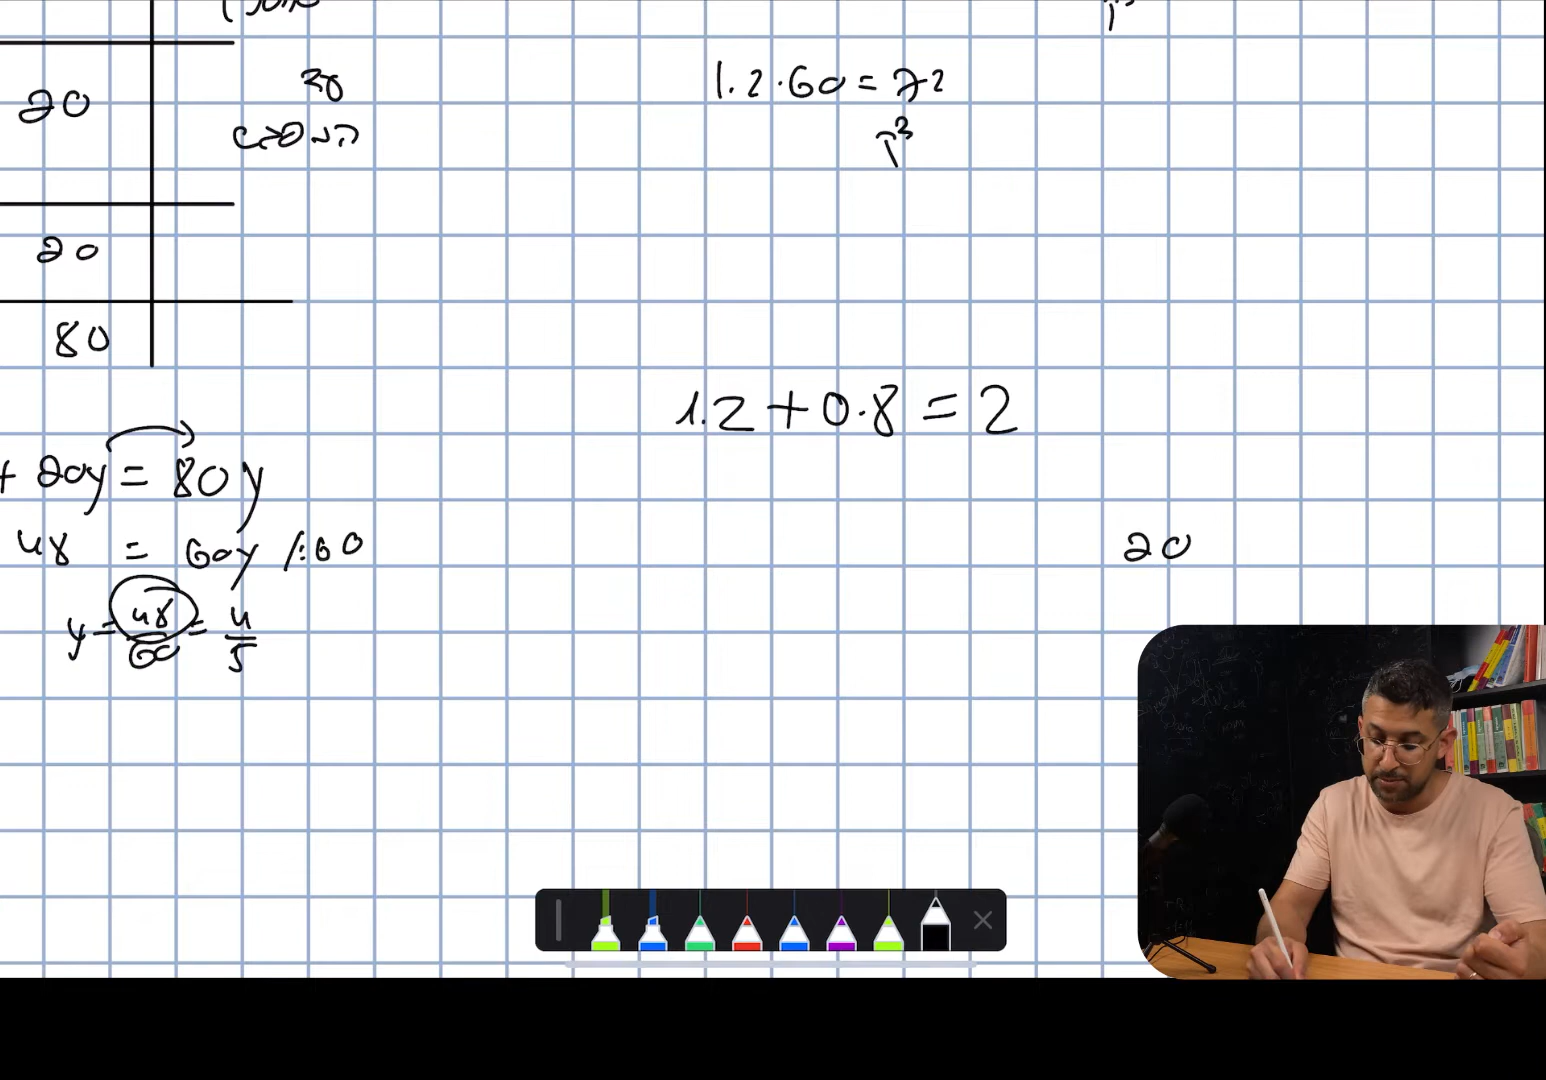 20
1.2·60=72
20
80
1.2+0.8=2
+ 20y = 80y
48 = 60y /:60
20
y = 48/60 = 4/5